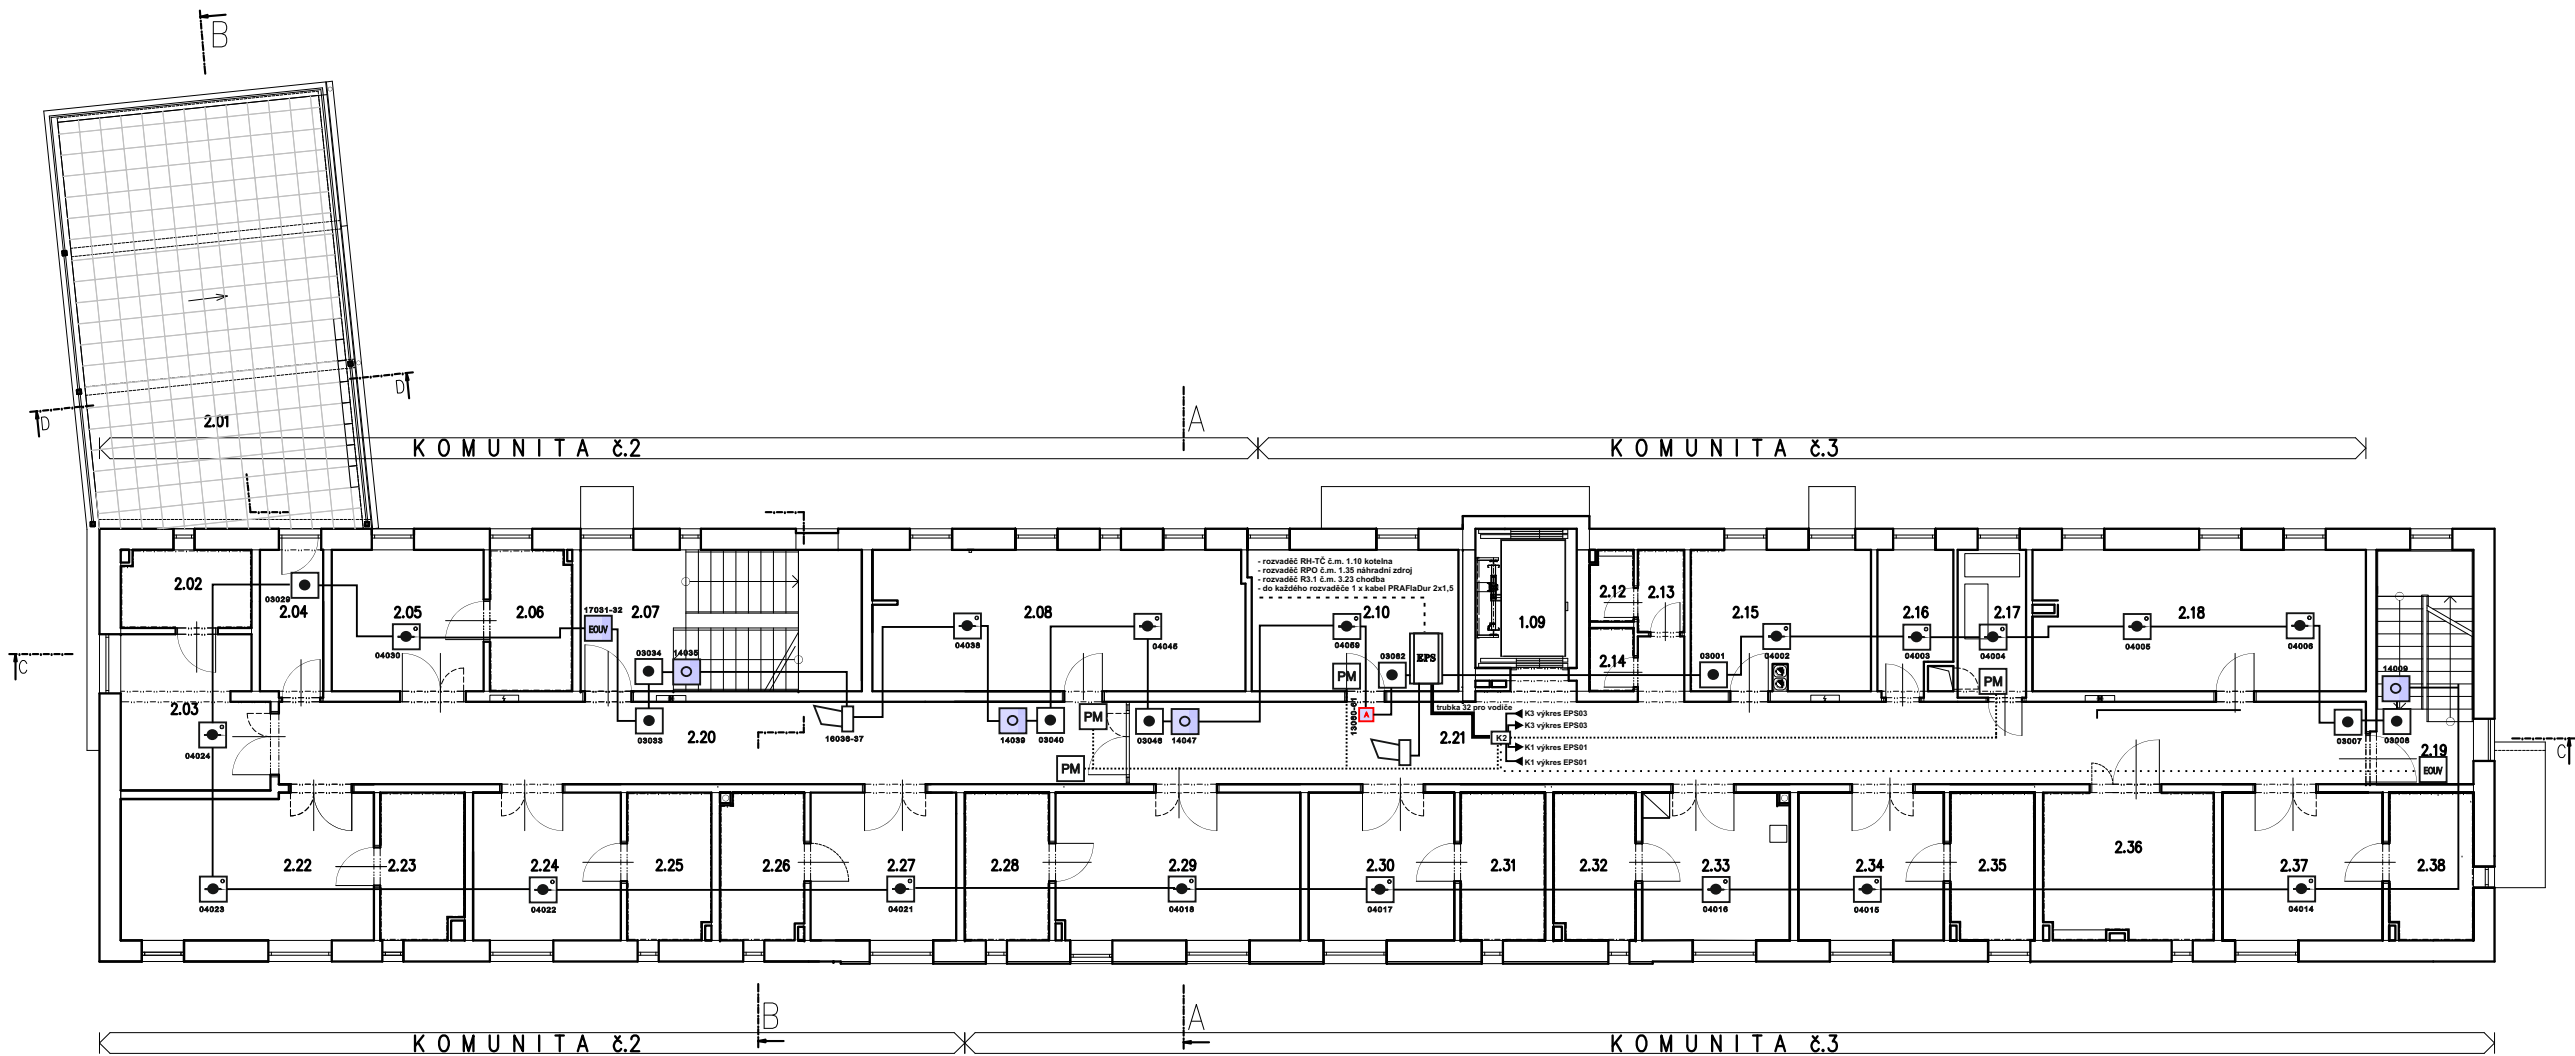 B
D
D
2.01
A
K O M U N I T A č.2
K O M U N I T A č.3
- rozvaděč RH-TČ č.m. 1.10 kotelna
- rozvaděč RPO č.m. 1.35 náhradní zdroj
- rozvaděč R3.1 č.m. 3.23 chodba
- do každého rozvaděče 1 x kabel PRAFlaDur 2x1,5
2.02
03029
2.04
2.05
04030
2.06
17031-32
EOUV
2.07
03034
14035
2.08
04038
04045
2.10
04059
03062
EPS
1.09
2.12
2.13
2.14
03001
2.15
04002
2.16
04003
2.17
04004
2.18
04005
04006
14009
C
2.03
04024
03033
2.20
16036-37
14039
03040
PM
PM
03046
14047
PM
13060-61
A
trubka 32 pro vodiče
2.21
K2
K3 výkres EPS03
K3 výkres EPS03
K1 výkres EPS01
K1 výkres EPS01
PM
03007
03008
2.19
EOUV
C
2.22
2.23
2.24
2.25
2.26
2.27
2.28
2.29
2.30
2.31
2.32
2.33
2.34
2.35
2.36
2.37
2.38
04023
04022
04021
04018
04017
04016
04015
04014
B
A
K O M U N I T A č.2
K O M U N I T A č.3